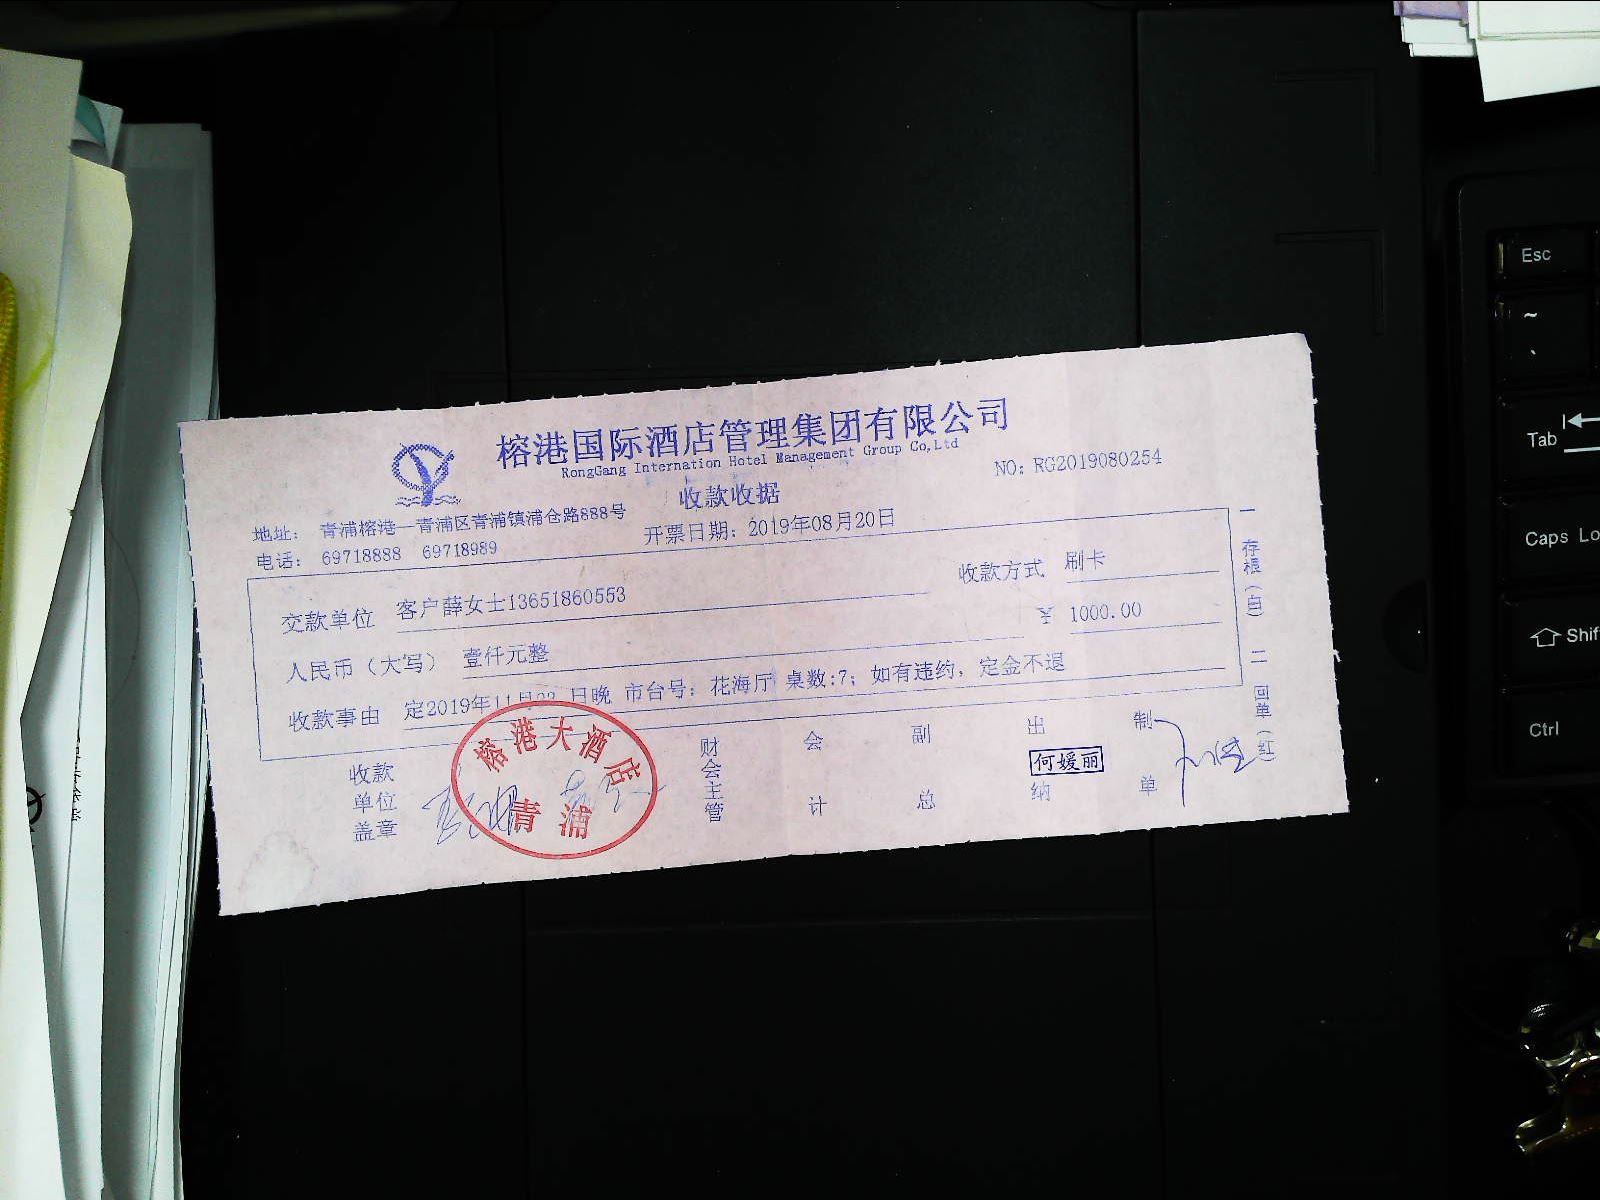 榕港国际酒店管理集团有限公司
RongGang Internation Hotel Management Group Co,Ltd
NO: RG2019080254
收款收据
地址: 青浦榕港—青浦区青浦镇浦仓路888号
电话: 69718888 69718989
开票日期: 2019年08月20日
交款单位 客户薛女士13651860553
收款方式 刷卡
人民币（大写） 壹仟元整
¥ 1000.00
收款事由 定2019年11月 日晚 市台号: 花海厅 桌数:7; 如有违约, 定金不退
收款单位盖章
财会主管
会计
副总
出纳
何媛丽
制单
榕港大酒店
青浦
一存根（白）
二回单（红
Esc
~
Tab
Caps Lo
Shif
Ctrl